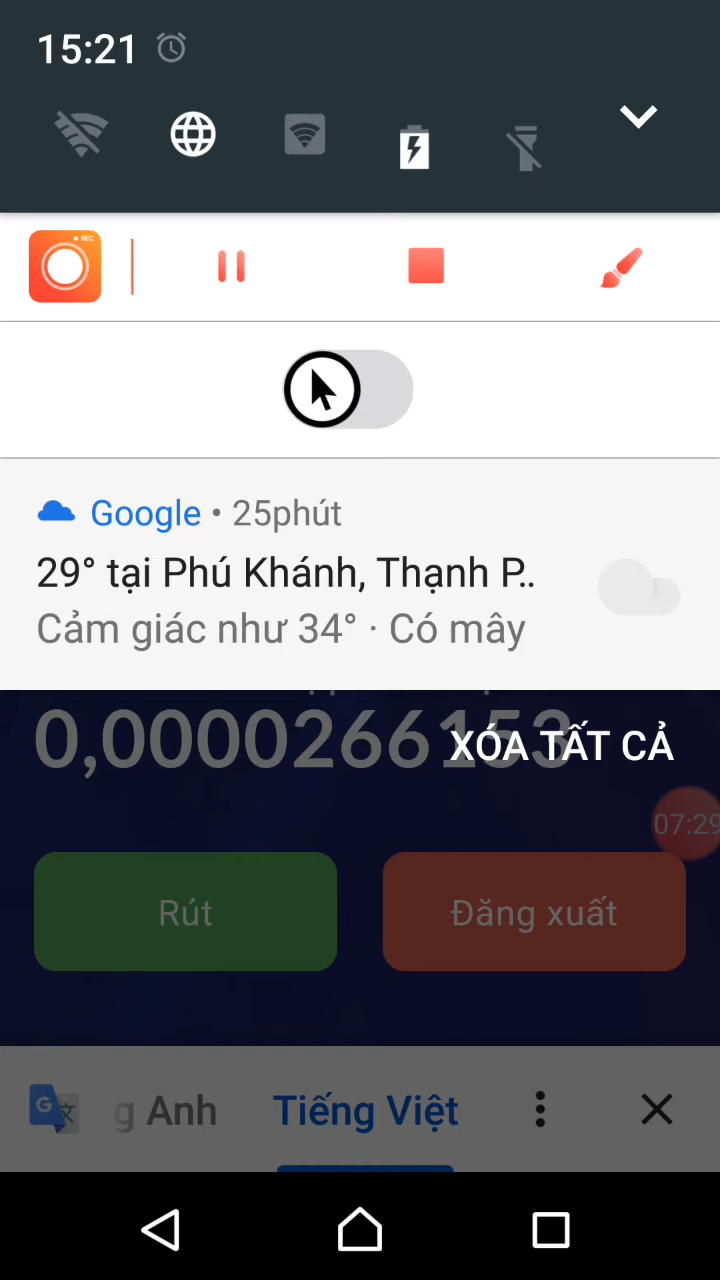 15:21
REC
Google • 25phút
29° tại Phú Khánh, Thạnh P..
Cảm giác như 34° · Có mây
0,0000266153
XÓA TẤT CẢ
07:29
Rút
Đăng xuất
g Anh
Tiếng Việt